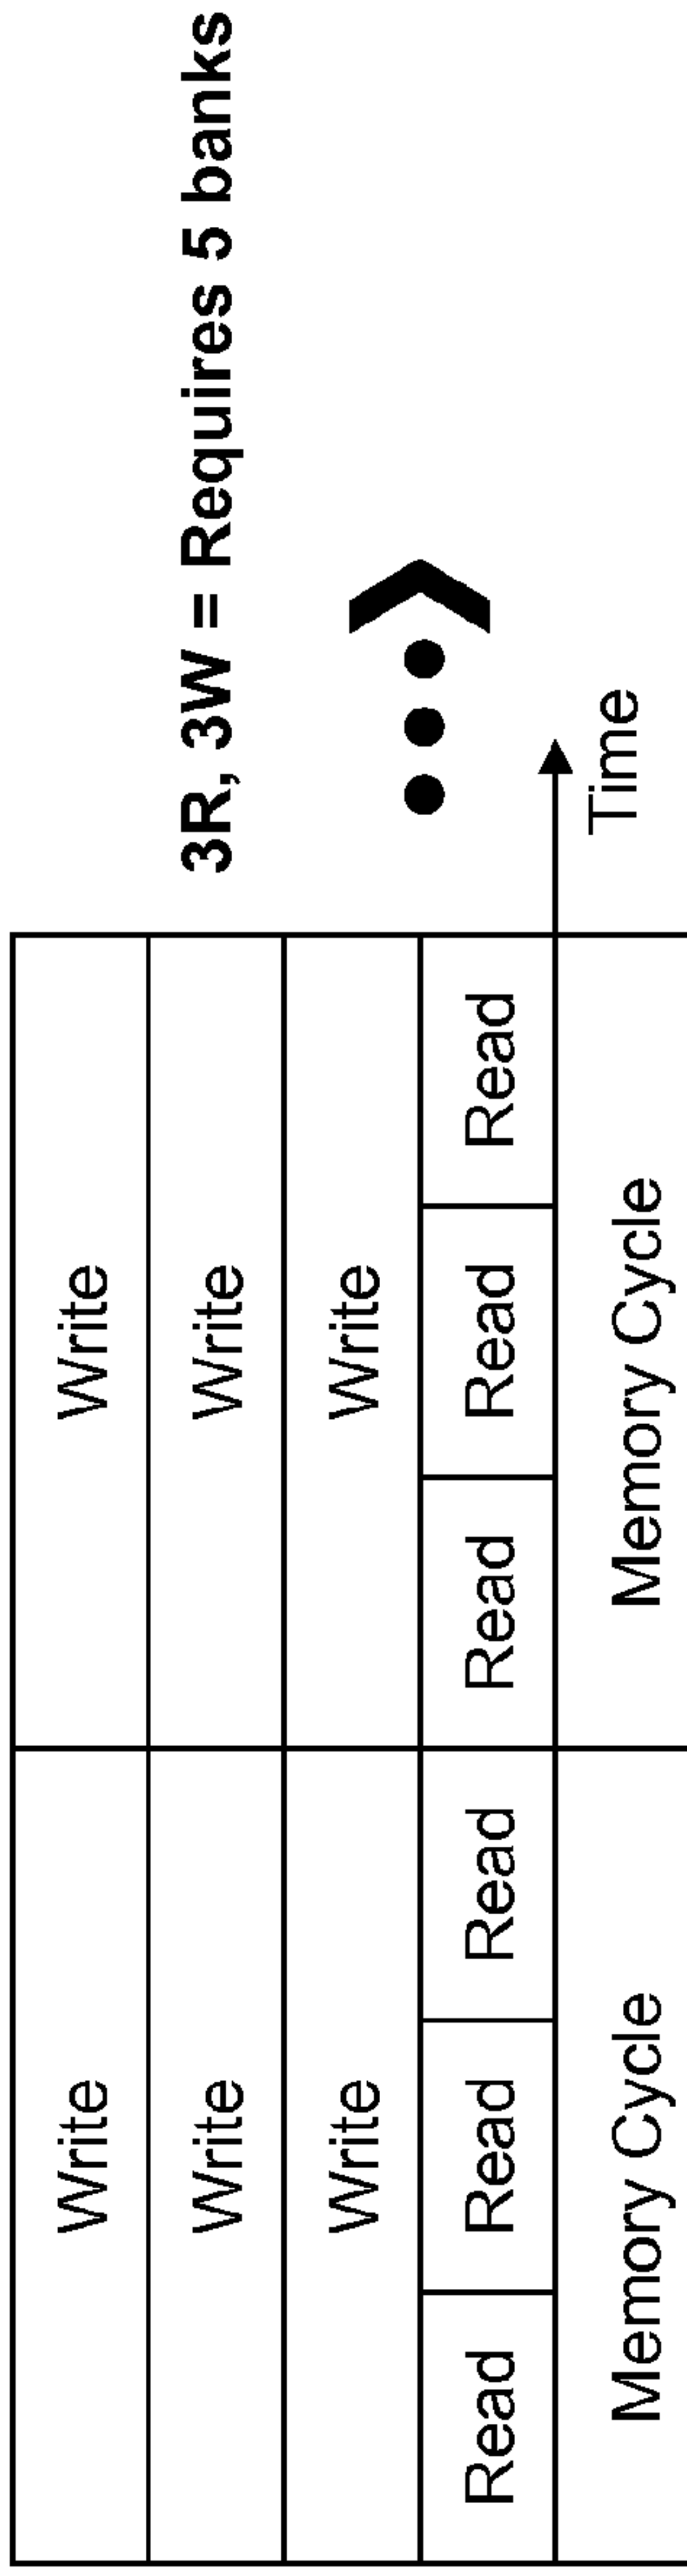 3R, 3W = Requires 5 banks
Write Write
Write Write
Write Write
Read Read Read Read Read Read
Time
Memory Cycle Memory Cycle